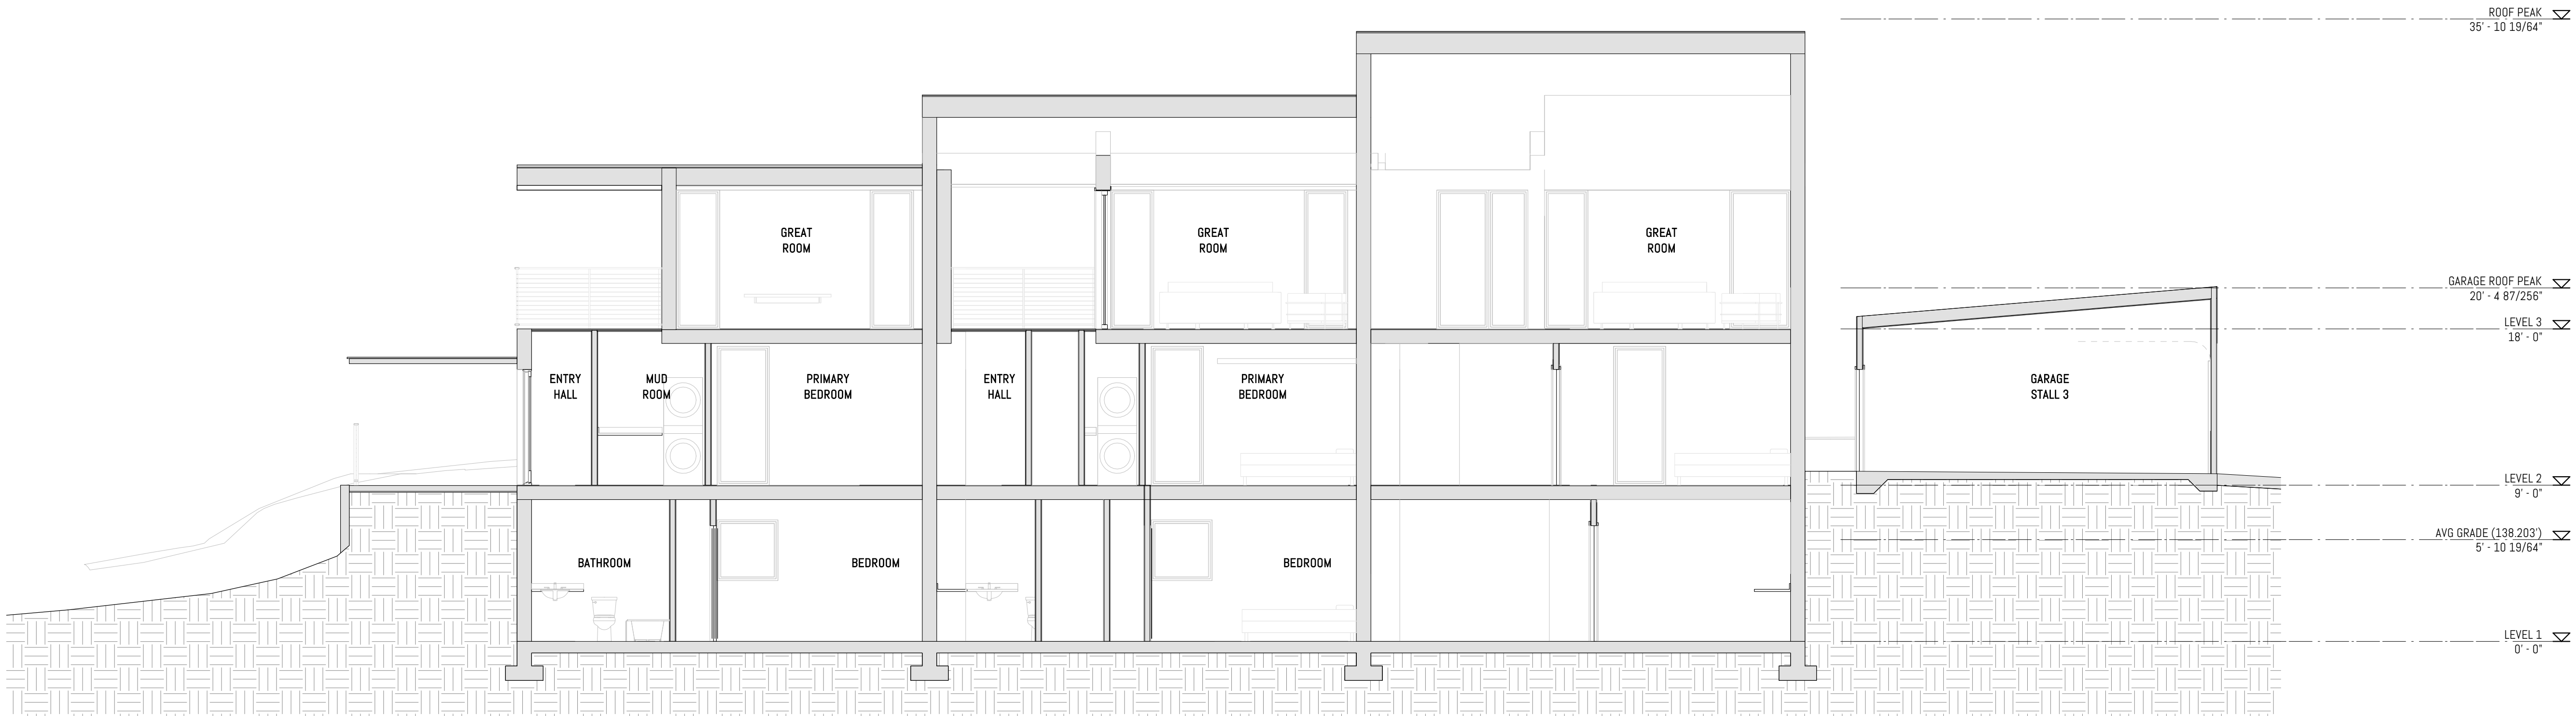 ROOF PEAK
35' - 10 19/64"
GREAT
ROOM
GREAT
ROOM
GREAT
ROOM
GARAGE ROOF PEAK
20' - 4 87/256"
LEVEL 3
18' - 0"
ENTRY
HALL
MUD
ROOM
PRIMARY
BEDROOM
ENTRY
HALL
PRIMARY
BEDROOM
GARAGE
STALL 3
LEVEL 2
9' - 0"
AVG GRADE (138.203')
5' - 10 19/64"
BATHROOM
BEDROOM
BEDROOM
LEVEL 1
0' - 0"